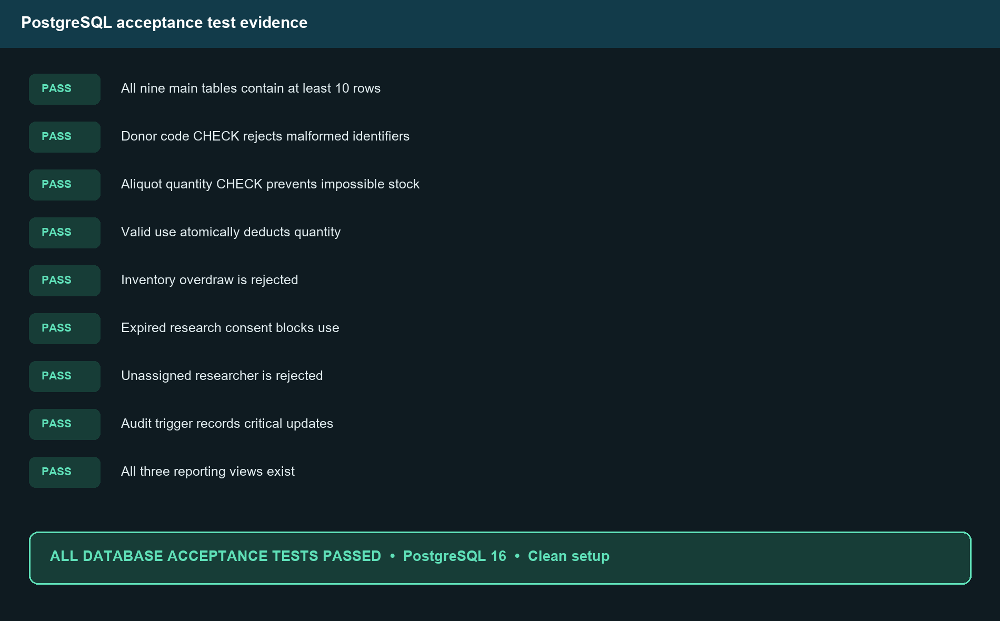 PostgreSQL acceptance test evidence
PASS All nine main tables contain at least 10 rows
PASS Donor code CHECK rejects malformed identifiers
PASS Aliquot quantity CHECK prevents impossible stock
PASS Valid use atomically deducts quantity
PASS Inventory overdraw is rejected
PASS Expired research consent blocks use
PASS Unassigned researcher is rejected
PASS Audit trigger records critical updates
PASS All three reporting views exist
ALL DATABASE ACCEPTANCE TESTS PASSED • PostgreSQL 16 • Clean setup